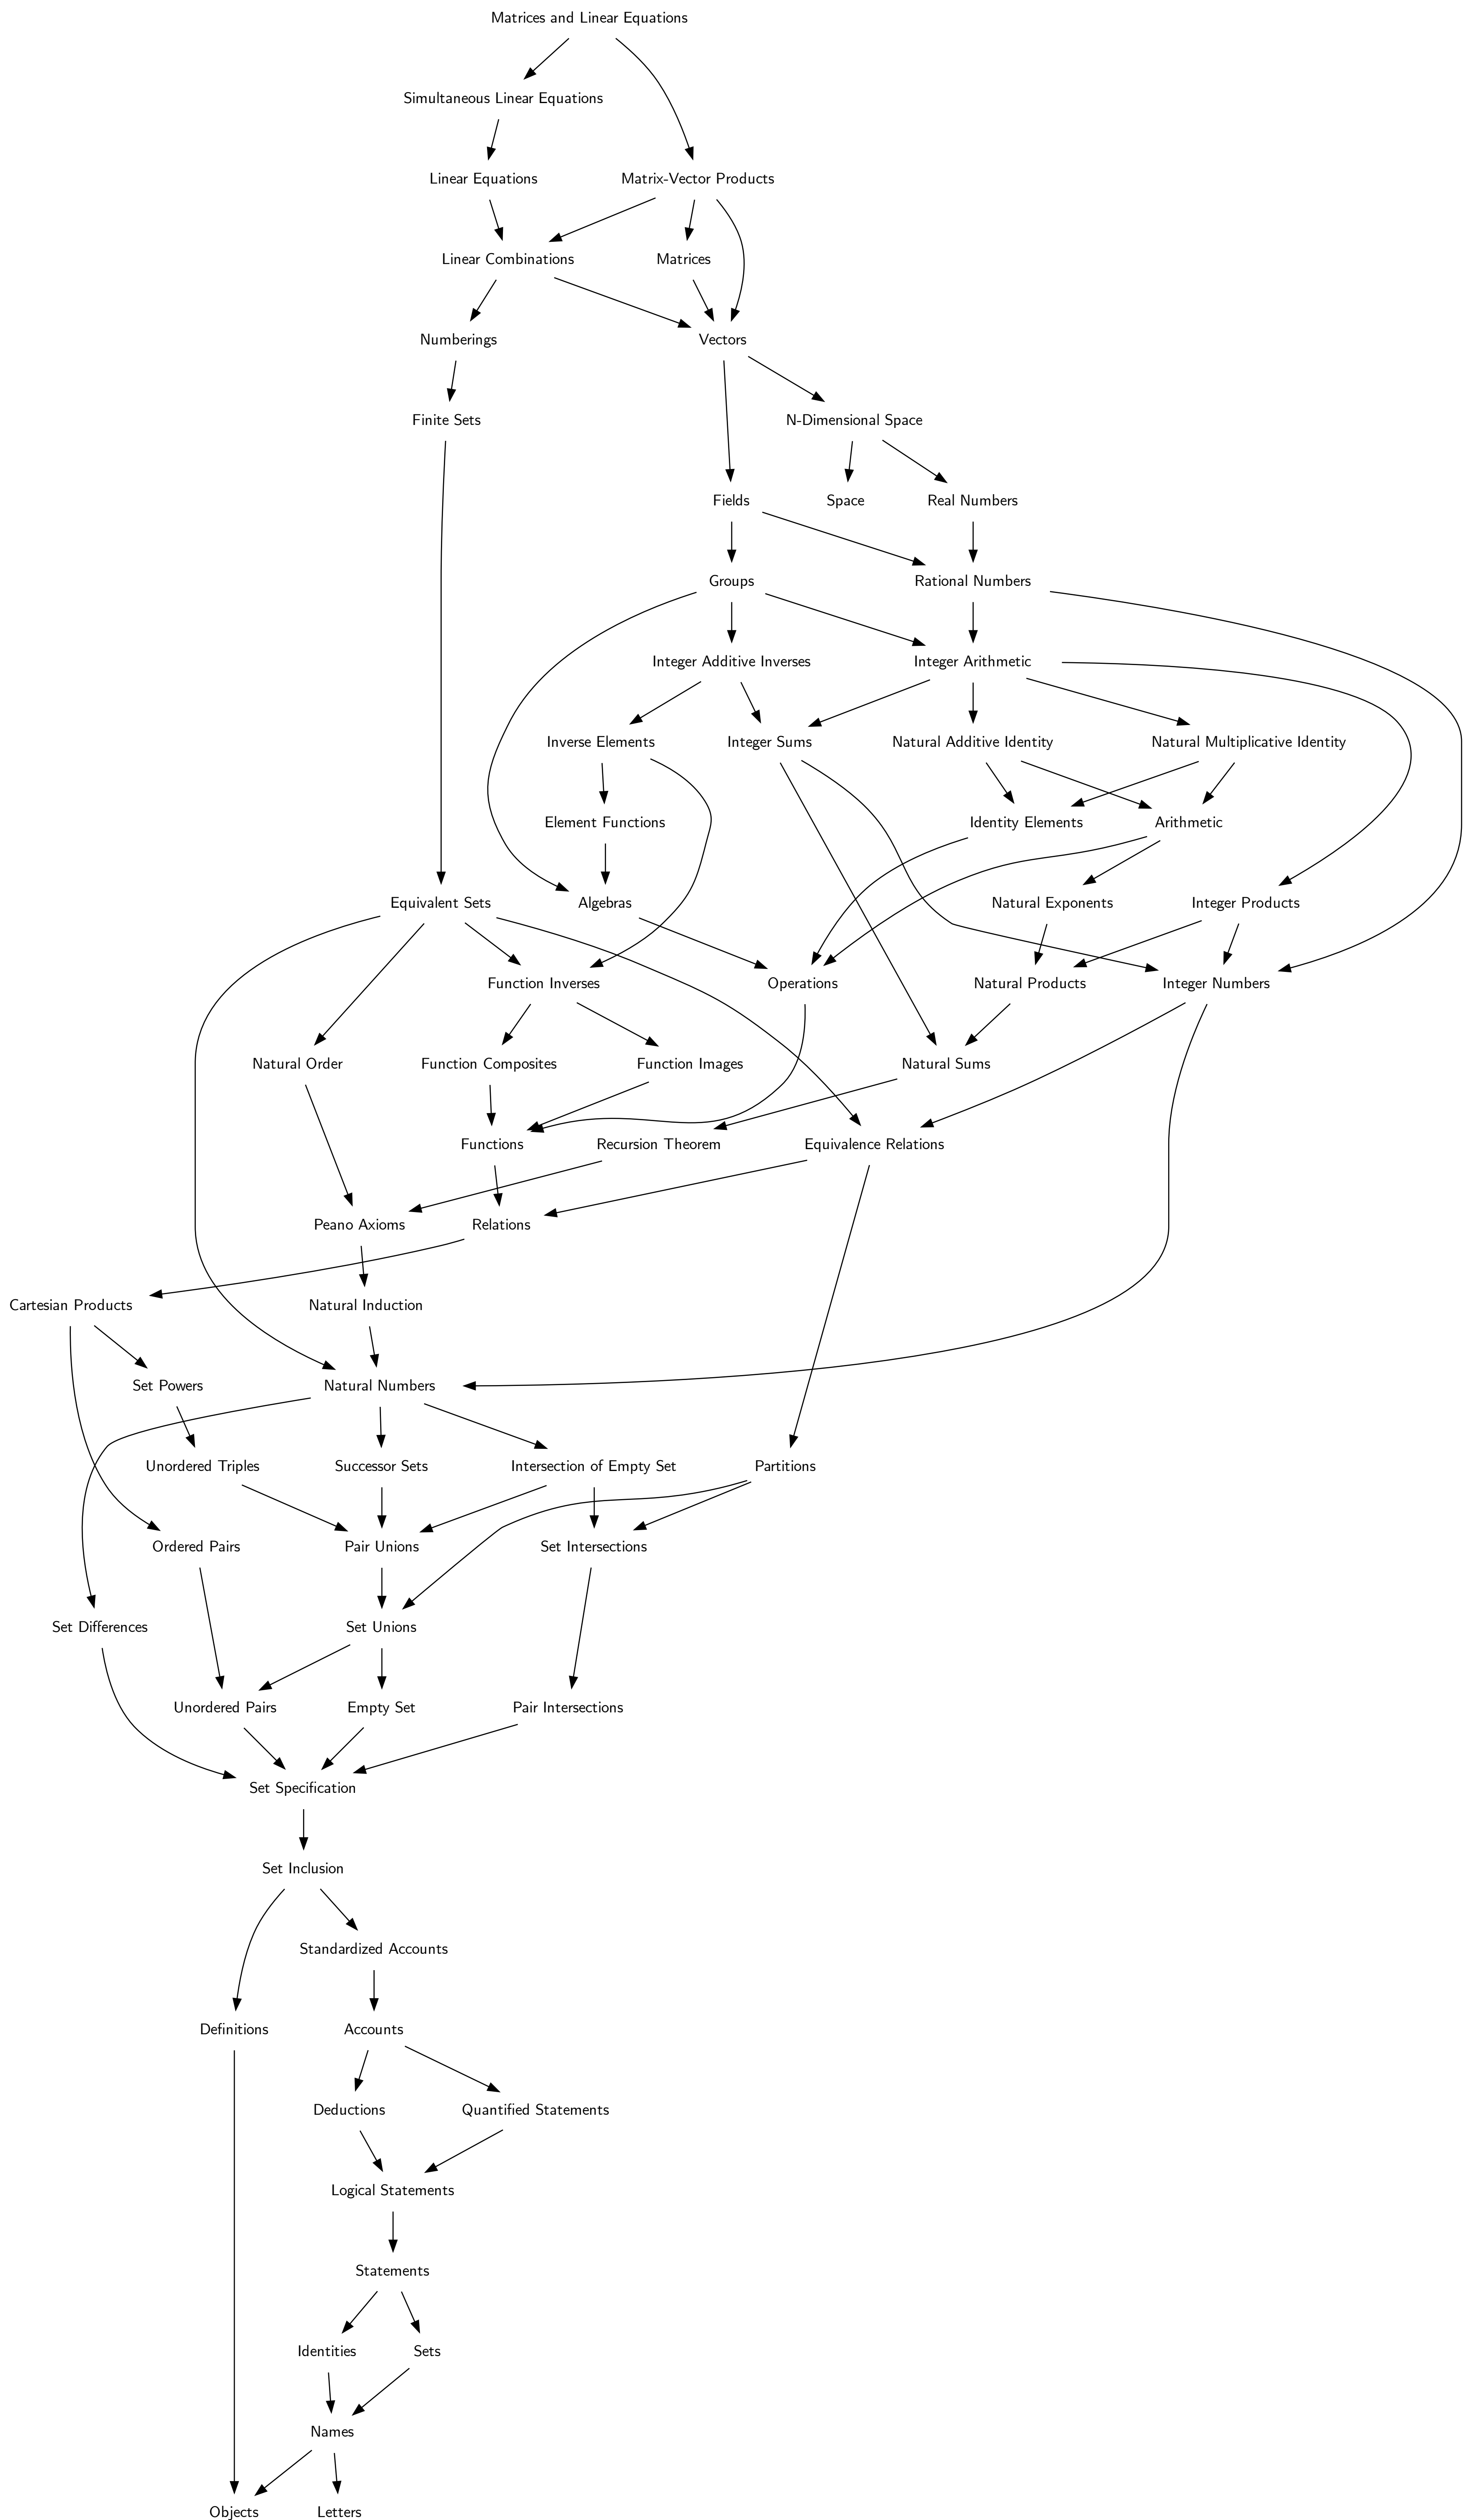 Matrices and Linear Equations
Simultaneous Linear Equations
Linear Equations
Matrix-Vector Products
Linear Combinations
Matrices
Numberings
Vectors
Finite Sets
N-Dimensional Space
Fields
Space
Real Numbers
Groups
Rational Numbers
Integer Additive Inverses
Integer Arithmetic
Inverse Elements
Integer Sums
Natural Additive Identity
Natural Multiplicative Identity
Element Functions
Identity Elements
Arithmetic
Equivalent Sets
Algebras
Natural Exponents
Integer Products
Function Inverses
Operations
Natural Products
Integer Numbers
Natural Order
Function Composites
Function Images
Natural Sums
Functions
Recursion Theorem
Equivalence Relations
Peano Axioms
Relations
Cartesian Products
Natural Induction
Set Powers
Natural Numbers
Unordered Triples
Successor Sets
Intersection of Empty Set
Partitions
Ordered Pairs
Pair Unions
Set Intersections
Set Differences
Set Unions
Unordered Pairs
Empty Set
Pair Intersections
Set Specification
Set Inclusion
Standardized Accounts
Definitions
Accounts
Deductions
Quantified Statements
Logical Statements
Statements
Identities
Sets
Names
Objects
Letters